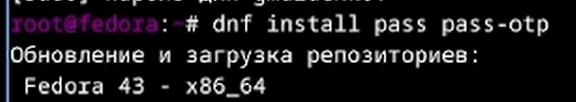 root@fedora:~# dnf install pass pass-otp
Обновление и загрузка репозиториев:
Fedora 43 - x86_64